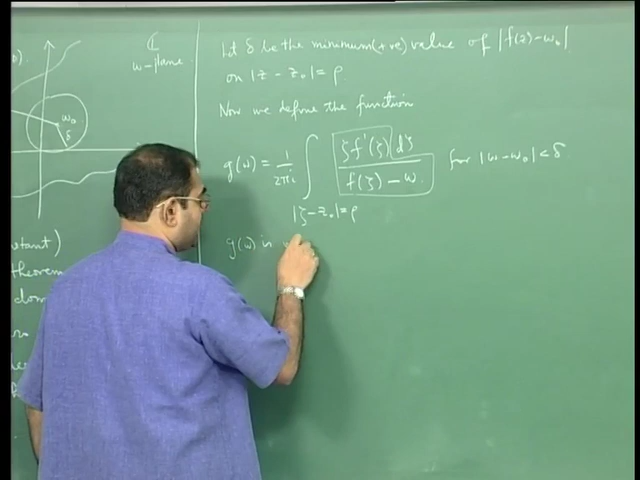 ℂ
w-plane
w₀
δ
Let δ be the minimum (+ve) value of |f(z) - w₀|
on |z - z₀| = ρ.
Now we define the function
g(w) = 1/2πi ∫ ζf'(ζ) dζ / f(ζ) - w for |w - w₀| < δ.
|ζ - z₀| = ρ
g(w) is
tant)
theorem